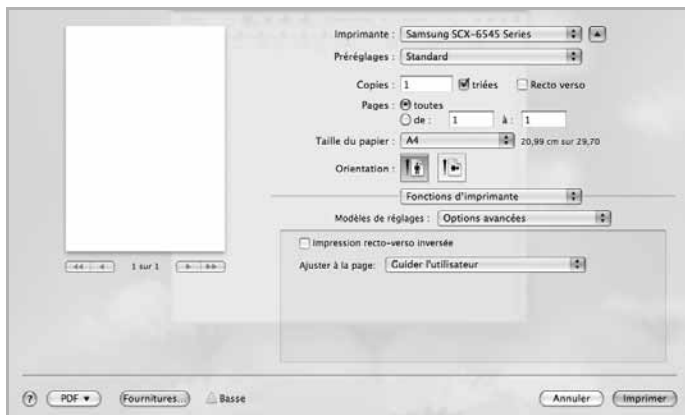 Imprimante : Samsung SCX-6545 Series
Préréglages : Standard
Copies : 1 triées Recto verso
Pages : toutes
de : 1 à : 1
Taille du papier : A4 20,99 cm sur 29,70
Orientation :
Fonctions d'imprimante
Modèles de réglages : Options avancées
Impression recto-verso inversée
Ajuster à la page: Guider l'utilisateur
1 sur 1
? PDF Fournitures... Basse Annuler Imprimer